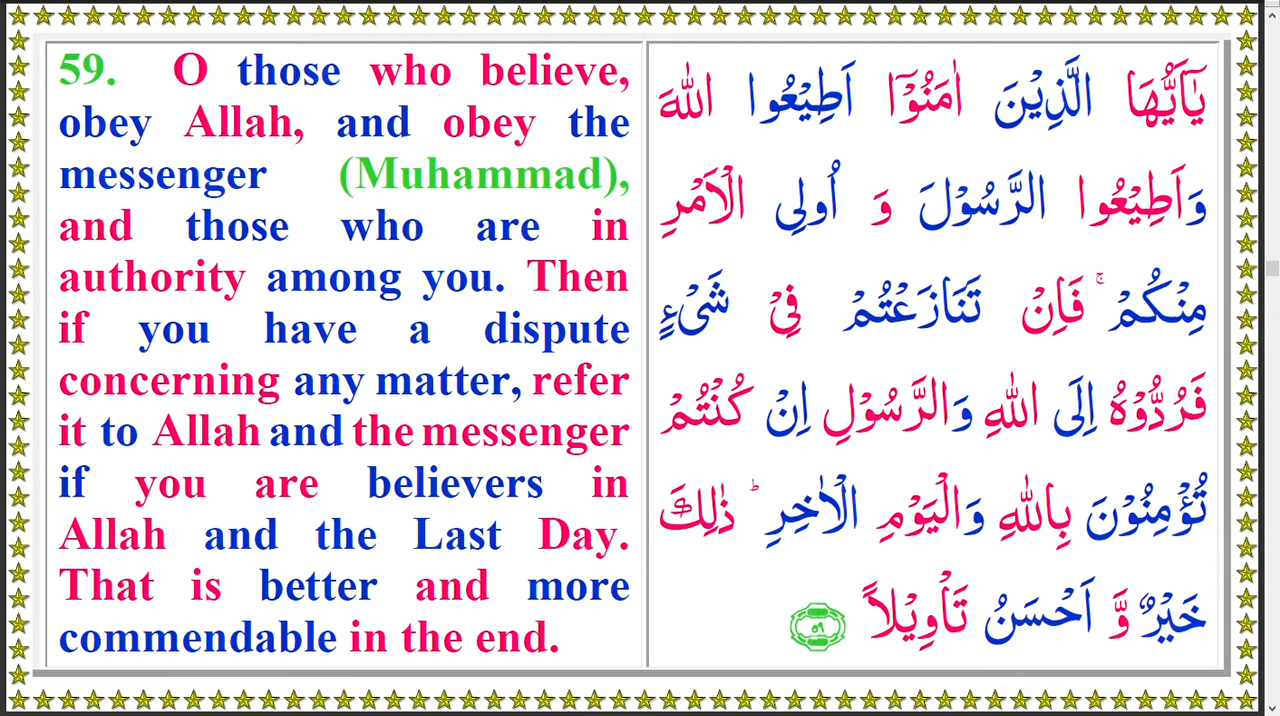 59. O those who believe,
obey Allah, and obey the
messenger (Muhammad),
and those who are in
authority among you. Then
if you have a dispute
concerning any matter, refer
it to Allah and the messenger
if you are believers in
Allah and the Last Day.
That is better and more
commendable in the end.
يٰۤاَيُّهَا الَّذِيْنَ اٰمَنُوْۤا اَطِيْعُوا اللّٰهَ
وَاَطِيْعُوا الرَّسُوْلَ وَ اُولِى الْاَمْرِ
مِنْكُمْ ۚ فَاِنْ تَنَازَعْتُمْ فِىْ شَىْءٍ
فَرُدُّوْهُ اِلَى اللّٰهِ وَالرَّسُوْلِ اِنْ كُنْتُمْ
تُؤْمِنُوْنَ بِاللّٰهِ وَالْيَوْمِ الْاٰخِرِ ؕ ذٰلِكَ
خَيْرٌ وَّ اَحْسَنُ تَاْوِيْلًا ۝۵۹